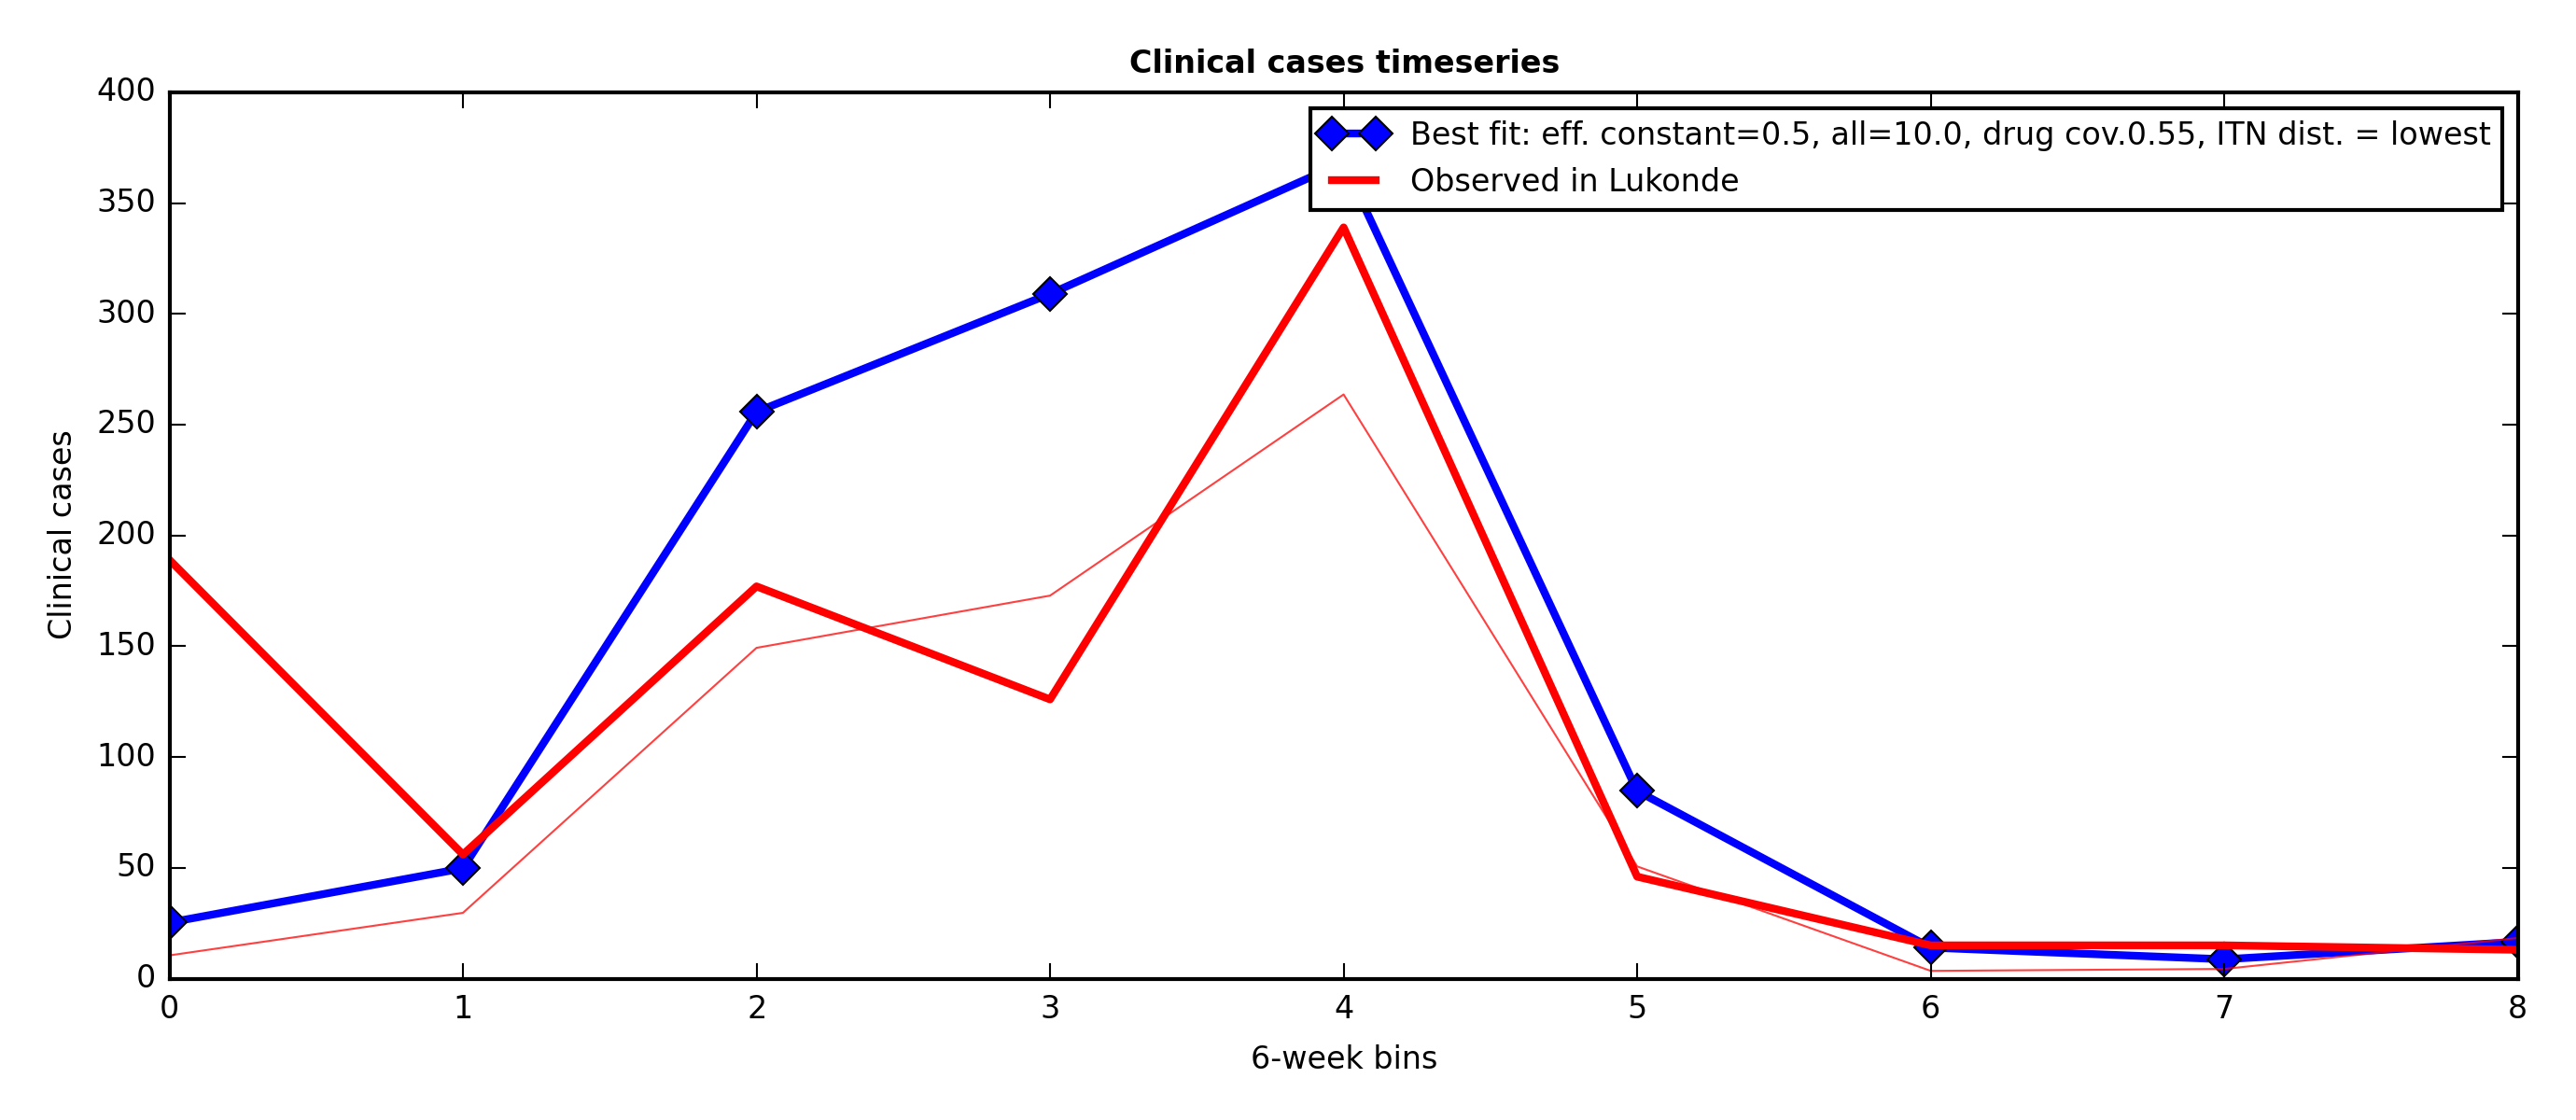 Clinical cases timeseries
400
350
300
250
200
150
100
50
0
Clinical cases
Best fit: eff. constant=0.5, all=10.0, drug cov.0.55, ITN dist. = lowest
Observed in Lukonde
0 1 2 3 4 5 6 7 8
6-week bins